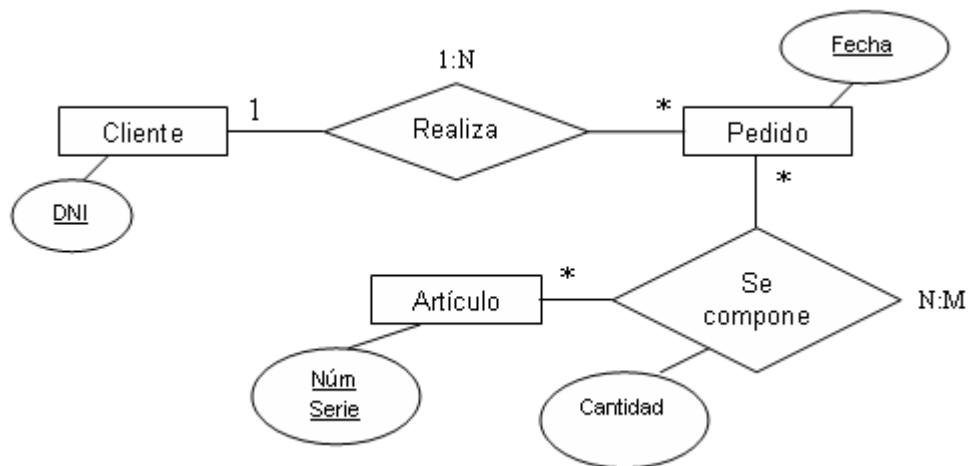 Fecha
1:N
Cliente
1
Realiza
*
Pedido
*
DNI
Artículo
*
Se
compone
N:M
Núm
Serie
Cantidad